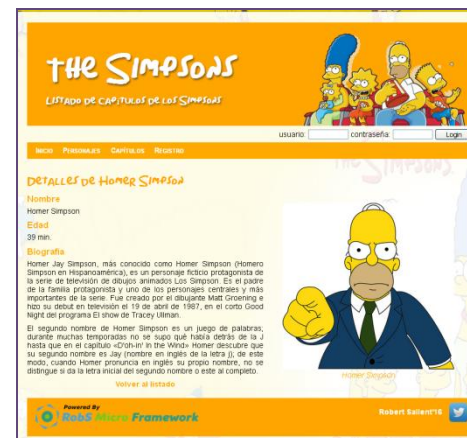 THE SIMPSONS
LISTADO DE CAPITULOS DE LOS SIMPSONS
usuario: contraseña: Login
INICIO PERSONAJES CAPÍTULOS REGISTRO
DETALLES DE HOMER SIMPSON
Nombre
Homer Simpson
Edad
39 min.
Biografia
Homer Jay Simpson, más conocido como Homer Simpson (Homero
Simpson en Hispanoamérica), es un personaje ficticio protagonista de
la serie de televisión de dibujos animados Los Simpson. Es el padre
de la familia protagonista y uno de los personajes centrales y más
importantes de la serie. Fue creado por el dibujante Matt Groening e
hizo su debut en televisión el 19 de abril de 1987, en el corto Good
Night del programa El show de Tracey Ullman.
El segundo nombre de Homer Simpson es un juego de palabras;
durante muchas temporadas no se supo qué había detrás de la J
hasta que en el capítulo «D'oh-in' in the Wind» Homer descubre que
su segundo nombre es Jay (nombre en inglés de la letra j); de este
modo, cuando Homer pronuncia en inglés su propio nombre, no se
distingue si da la letra inicial del segundo nombre o este al completo.
Homer Simpson
Volver al listado
Powered By
RobS Micro Framework
Robert Sallent'16